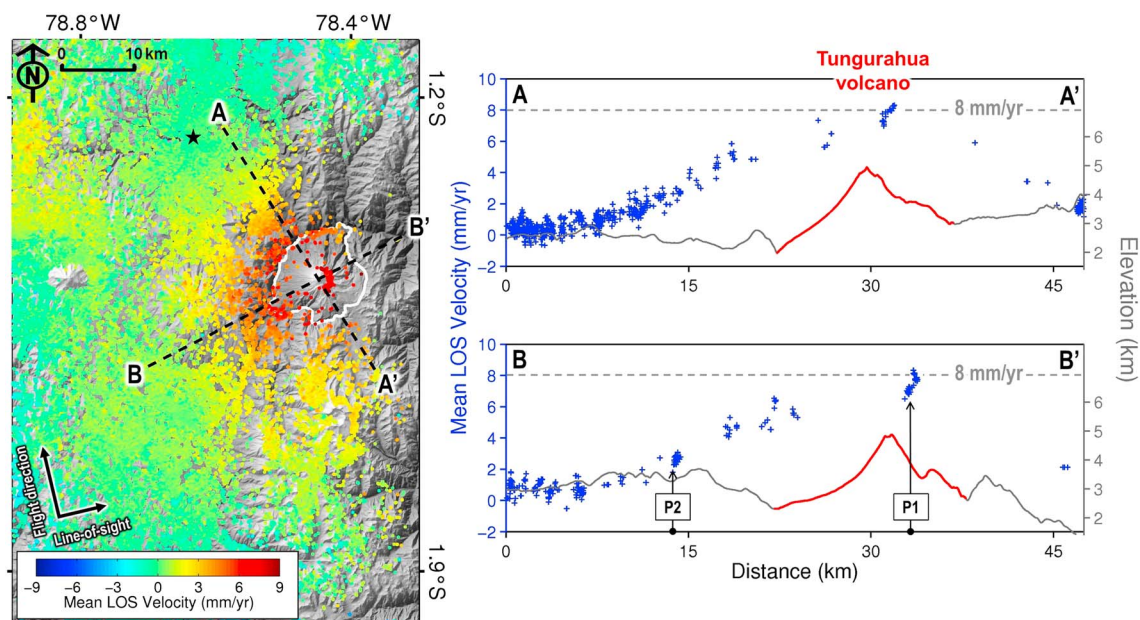 78.8°W
78.4°W
0
10 km
N
A
1.2°S
B'
B
A'
Flight direction
Line-of-sight
−9 −6 −3 0 3 6 9
Mean LOS Velocity (mm/yr)
1.9°S
Tungurahua
volcano
A
A'
8 mm/yr
10
8
6
4
2
0
−2
6
5
4
3
2
0 15 30 45
B
B'
8 mm/yr
10
8
6
4
2
0
−2
6
5
4
3
2
P2
P1
0 15 30 45
Distance (km)
Mean LOS Velocity (mm/yr)
Elevation (km)